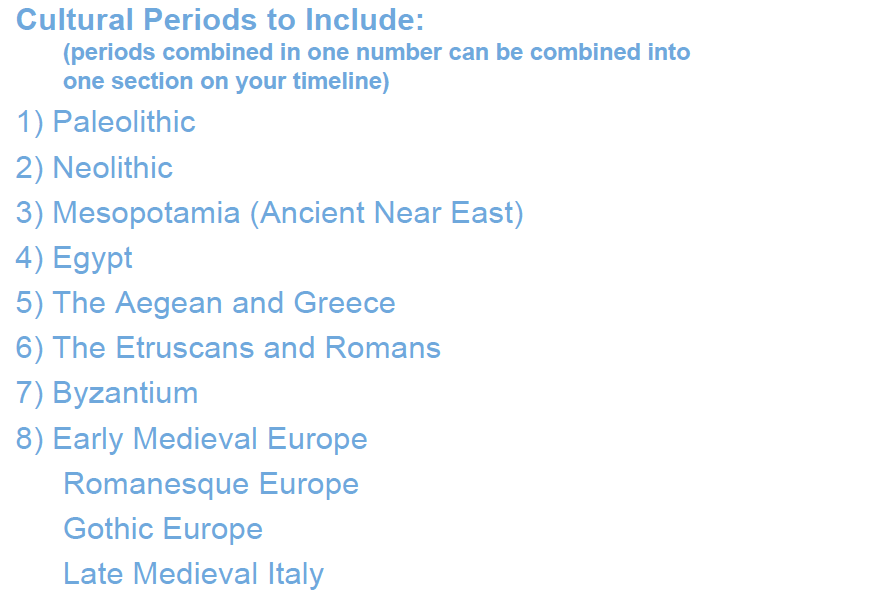 Cultural Periods to Include:
(periods combined in one number can be combined into
one section on your timeline)
1) Paleolithic
2) Neolithic
3) Mesopotamia (Ancient Near East)
4) Egypt
5) The Aegean and Greece
6) The Etruscans and Romans
7) Byzantium
8) Early Medieval Europe
Romanesque Europe
Gothic Europe
Late Medieval Italy